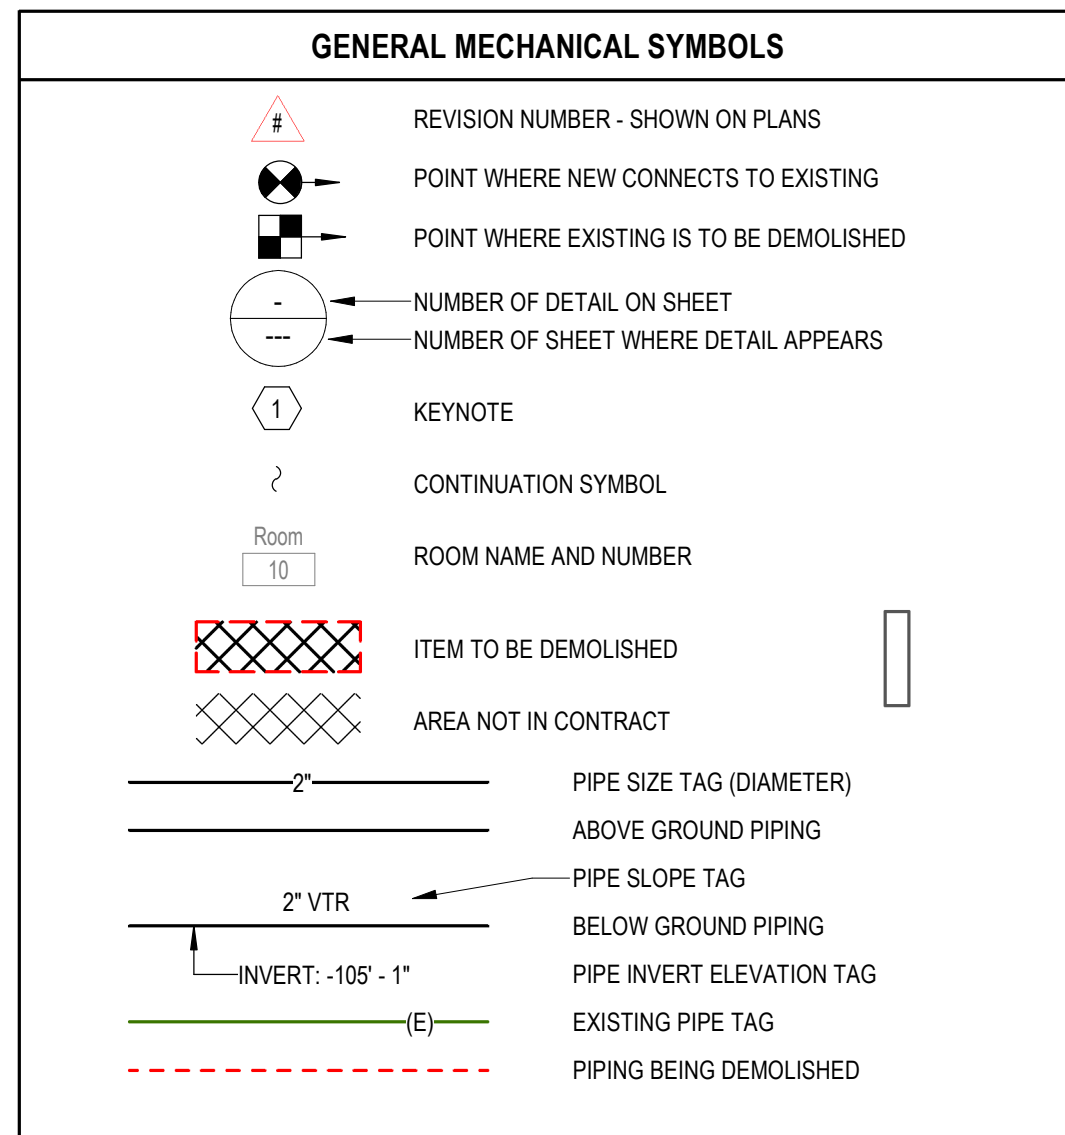 GENERAL MECHANICAL SYMBOLS
# REVISION NUMBER - SHOWN ON PLANS
POINT WHERE NEW CONNECTS TO EXISTING
POINT WHERE EXISTING IS TO BE DEMOLISHED
- NUMBER OF DETAIL ON SHEET
--- NUMBER OF SHEET WHERE DETAIL APPEARS
1 KEYNOTE
CONTINUATION SYMBOL
Room
10
ROOM NAME AND NUMBER
ITEM TO BE DEMOLISHED
AREA NOT IN CONTRACT
2" PIPE SIZE TAG (DIAMETER)
ABOVE GROUND PIPING
PIPE SLOPE TAG
2" VTR
BELOW GROUND PIPING
INVERT: -105' - 1" PIPE INVERT ELEVATION TAG
(E) EXISTING PIPE TAG
PIPING BEING DEMOLISHED